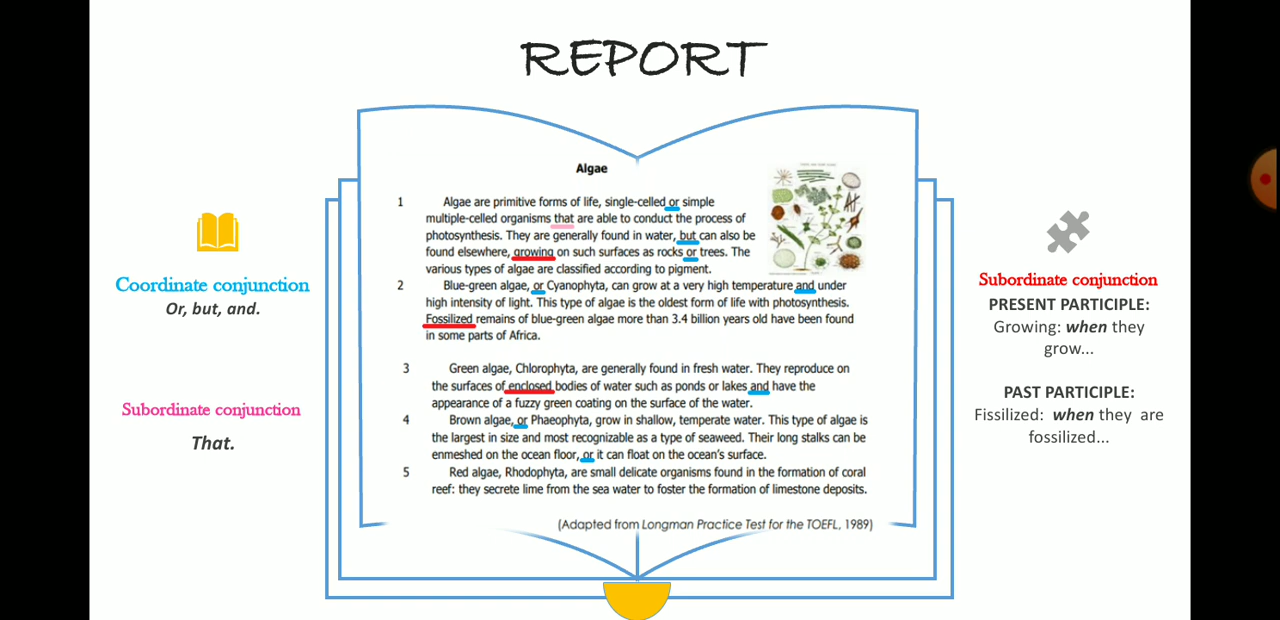 REPORT
Algae
1 Algae are primitive forms of life, single-celled or simple
multiple-celled organisms that are able to conduct the process of
photosynthesis. They are generally found in water, but can also be
found elsewhere, growing on such surfaces as rocks or trees. The
various types of algae are classified according to pigment.
2 Blue-green algae, or Cyanophyta, can grow at a very high temperature and under
high intensity of light. This type of algae is the oldest form of life with photosynthesis.
Fossilized remains of blue-green algae more than 3.4 billion years old have been found
in some parts of Africa.
3 Green algae, Chlorophyta, are generally found in fresh water. They reproduce on
the surfaces of enclosed bodies of water such as ponds or lakes and have the
appearance of a fuzzy green coating on the surface of the water.
4 Brown algae, or Phaeophyta, grow in shallow, temperate water. This type of algae is
the largest in size and most recognizable as a type of seaweed. Their long stalks can be
enmeshed on the ocean floor, or it can float on the ocean's surface.
5 Red algae, Rhodophyta, are small delicate organisms found in the formation of coral
reef: they secrete lime from the sea water to foster the formation of limestone deposits.
(Adapted from Longman Practice Test for the TOEFL, 1989)
Coordinate conjunction
Or, but, and.
Subordinate conjunction
That.
Subordinate conjunction
PRESENT PARTICIPLE:
Growing: when they
grow...
PAST PARTICIPLE:
Fissilized: when they are
fossilized...